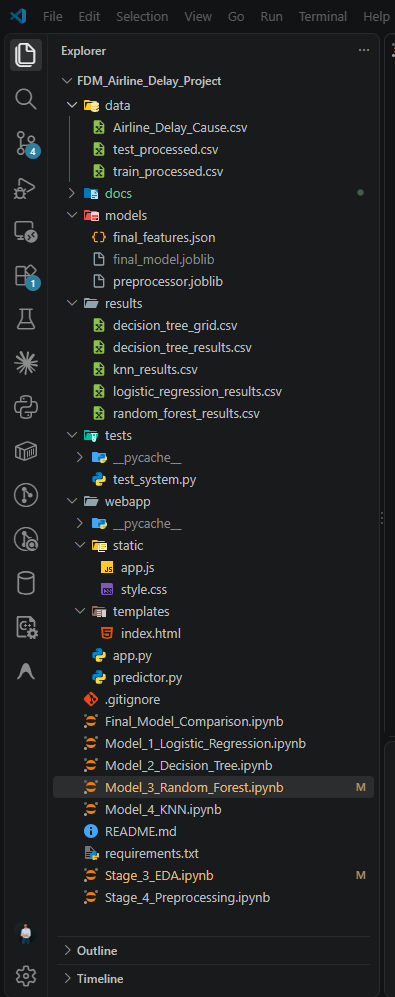 File Edit View Go Run Terminal Help
Explorer
FDM_Airline_Delay_Project
data
Airline_Delay_Cause.csv
test_processed.csv
train_processed.csv
docs
models
{} final_features.json
final_model.joblib
preprocessor.joblib
results
decision_tree_grid.csv
decision_tree_results.csv
knn_results.csv
logistic_regression_results.csv
random_forest_results.csv
tests
__pycache__
test_system.py
webapp
__pycache__
static
JS app.js
style.css
templates
index.html
app.py
predictor.py
.gitignore
Final_Model_Comparison.ipynb
Model_1_Logistic_Regression.ipynb
Model_2_Decision_Tree.ipynb
Model_3_Random_Forest.ipynb M
Model_4_KNN.ipynb
README.md
requirements.txt
Stage_3_EDA.ipynb M
Stage_4_Preprocessing.ipynb
Outline
Timeline
4
1